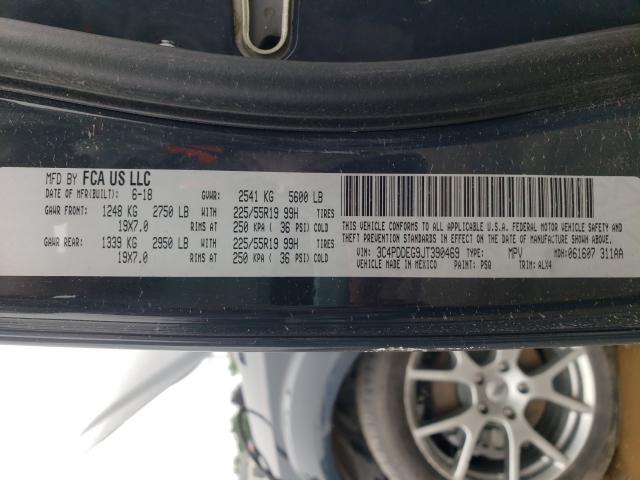 MFD BY FCA US LLC
DATE OF MFR(BUILT): 6-18 GVWR: 2541 KG 5600 LB
GAWR FRONT: 1248 KG 2750 LB WITH 225/55R19 99H TIRES
19X7.0 RIMS AT 250 KPA ( 36 PSI) COLD
GAWR REAR: 1339 KG 2950 LB WITH 225/55R19 99H TIRES
19X7.0 RIMS AT 250 KPA ( 36 PSI) COLD
THIS VEHICLE CONFORMS TO ALL APPLICABLE U.S.A. FEDERAL MOTOR VEHICLE SAFETY AND
THEFT PREVENTION STANDARDS IN EFFECT ON THE DATE OF MANUFACTURE SHOWN ABOVE.
VIN: 3C4PDDEG9JT390469 TYPE: MPV MDH: 061607 311AA
VEHICLE MADE IN MEXICO PAINT: PSQ TRIM: ALX4